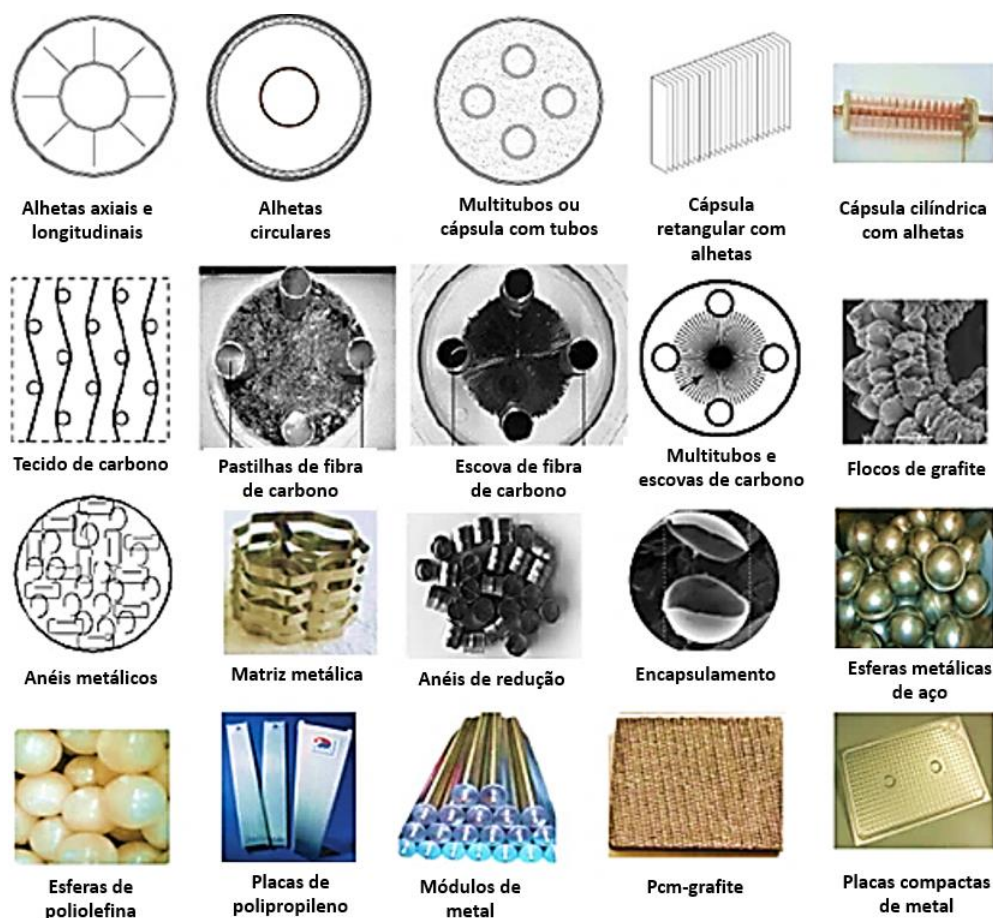 Alhetas axiais e
longitudinais
Alhetas
circulares
Multitubos ou
cápsula com tubos
Cápsula
retangular com
alhetas
Cápsula cilíndrica
com alhetas
Tecido de carbono
Pastilhas de fibra
de carbono
Escova de fibra
de carbono
Multitubos e
escovas de carbono
Flocos de grafite
Anéis metálicos
Matriz metálica
Anéis de redução
Encapsulamento
Esferas metálicas
de aço
Esferas de
poliolefina
Placas de
polipropileno
Módulos de
metal
Pcm-grafite
Placas compactas
de metal